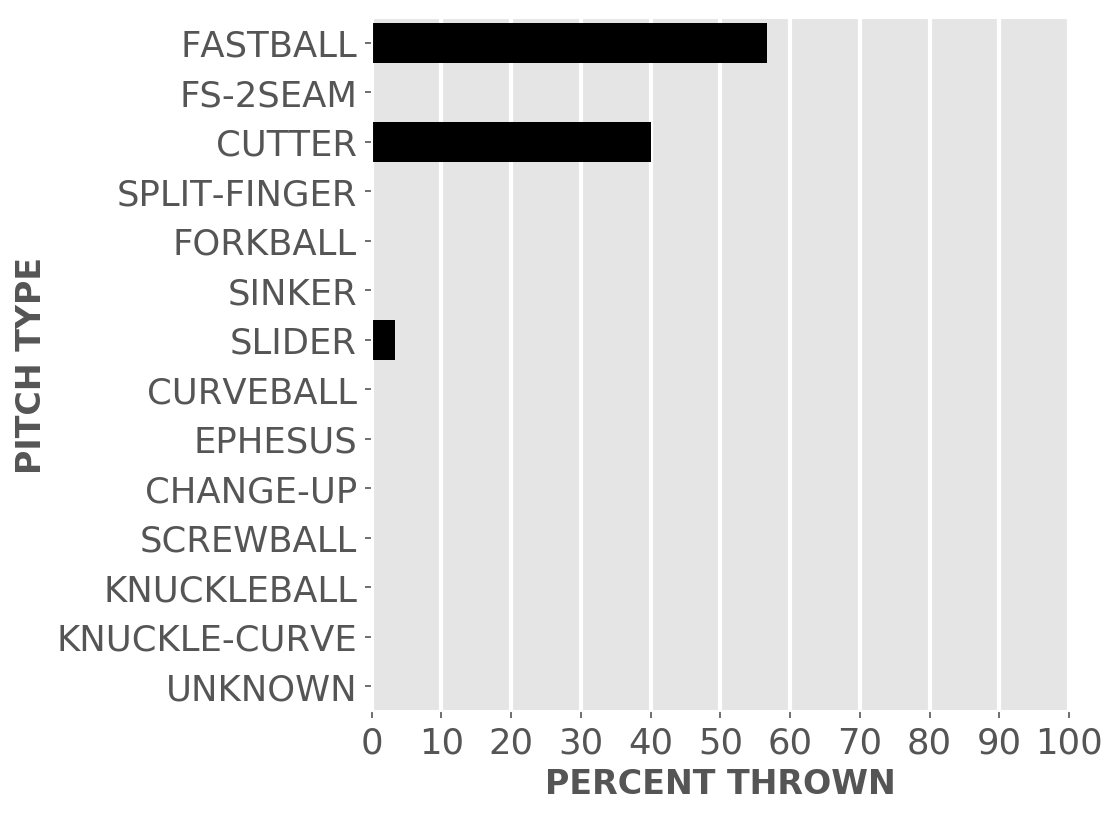 FASTBALL
FS-2SEAM
CUTTER
SPLIT-FINGER
FORKBALL
SINKER
SLIDER
CURVEBALL
EPHESUS
CHANGE-UP
SCREWBALL
KNUCKLEBALL
KNUCKLE-CURVE
UNKNOWN
PITCH TYPE
0 10 20 30 40 50 60 70 80 90 100
PERCENT THROWN